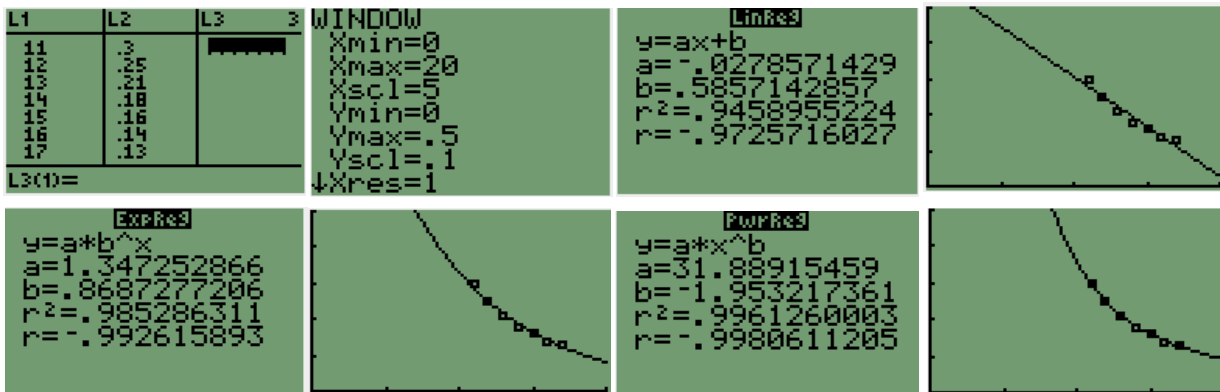 L1 L2 L3 3
11 .3
12 .25
13 .21
14 .18
15 .16
16 .14
17 .13
L3(1)=
WINDOW
Xmin=0
Xmax=20
Xscl=5
Ymin=0
Ymax=.5
Yscl=.1
↓Xres=1
LinReg
y=ax+b
a=-.0278571429
b=.5857142857
r²=.9458955224
r=-.9725716027
ExpReg
y=a*b^x
a=1.347252866
b=.8687277206
r²=.985286311
r=-.992615893
PwrReg
y=a*x^b
a=31.88915459
b=-1.953217361
r²=.9961260003
r=-.9980611205